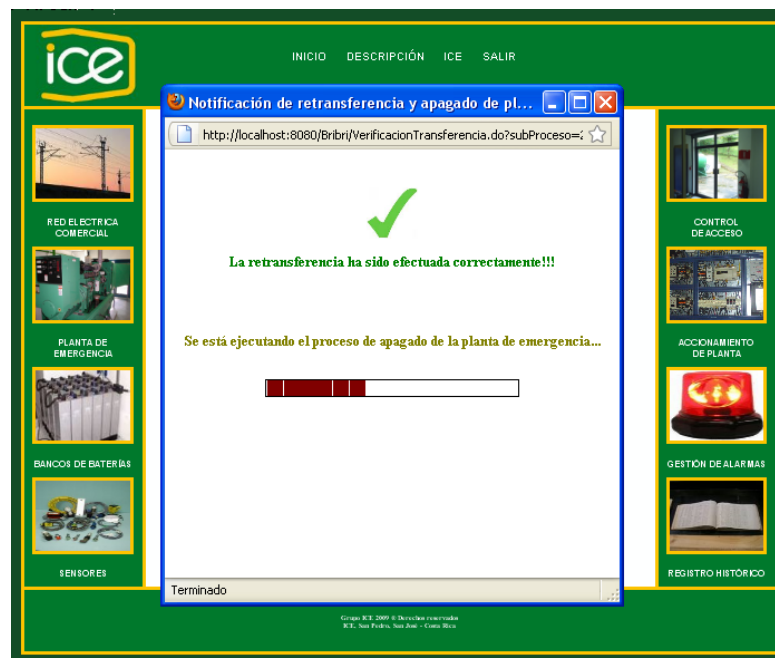 ice
INICIO DESCRIPCIÓN ICE SALIR
Notificación de retransferencia y apagado de pl...
http://localhost:8080/Bribri/VerificacionTransferencia.do?subProceso=
La retransferencia ha sido efectuada correctamente!!!
Se está ejecutando el proceso de apagado de la planta de emergencia...
Terminado
RED ELECTRICA
COMERCIAL
PLANTA DE
EMERGENCIA
BANCOS DE BATERÍAS
SENSORES
CONTROL
DE ACCESO
ACCIONAMIENTO
DE PLANTA
GESTIÓN DE ALARMAS
REGISTRO HISTÓRICO
Grupo ICE 2009 © Derechos reservados
ICE, San Pedro, San José - Costa Rica